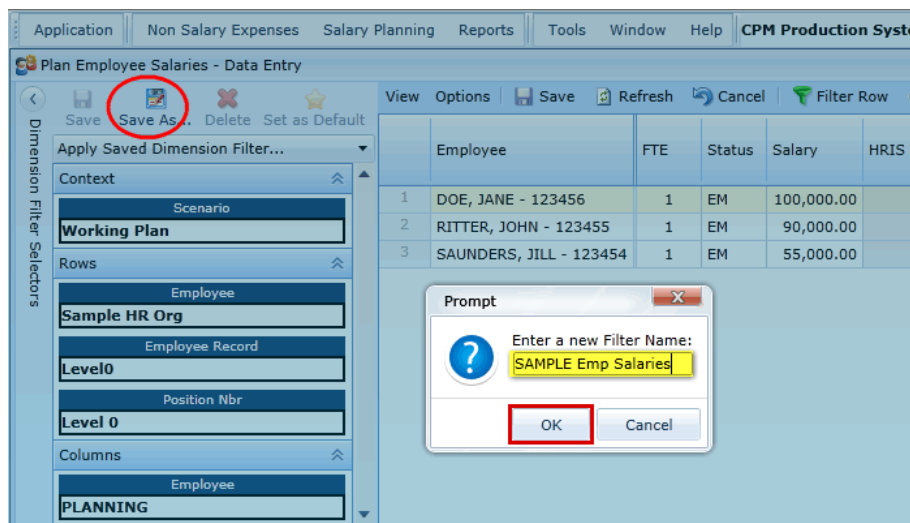 Application Non Salary Expenses Salary Planning Reports Tools Window Help CPM Production Syste
Plan Employee Salaries - Data Entry
Save Save As... Delete Set as Default
View Options Save Refresh Cancel Filter Row
Dimension Filter Selectors
Apply Saved Dimension Filter...
Context
Scenario
Working Plan
Rows
Employee
Sample HR Org
Employee Record
Level0
Position Nbr
Level 0
Columns
Employee
PLANNING
Employee FTE Status Salary HRIS
1 DOE, JANE - 123456 1 EM 100,000.00
2 RITTER, JOHN - 123455 1 EM 90,000.00
3 SAUNDERS, JILL - 123454 1 EM 55,000.00
Prompt
Enter a new Filter Name:
SAMPLE Emp Salaries
OK Cancel